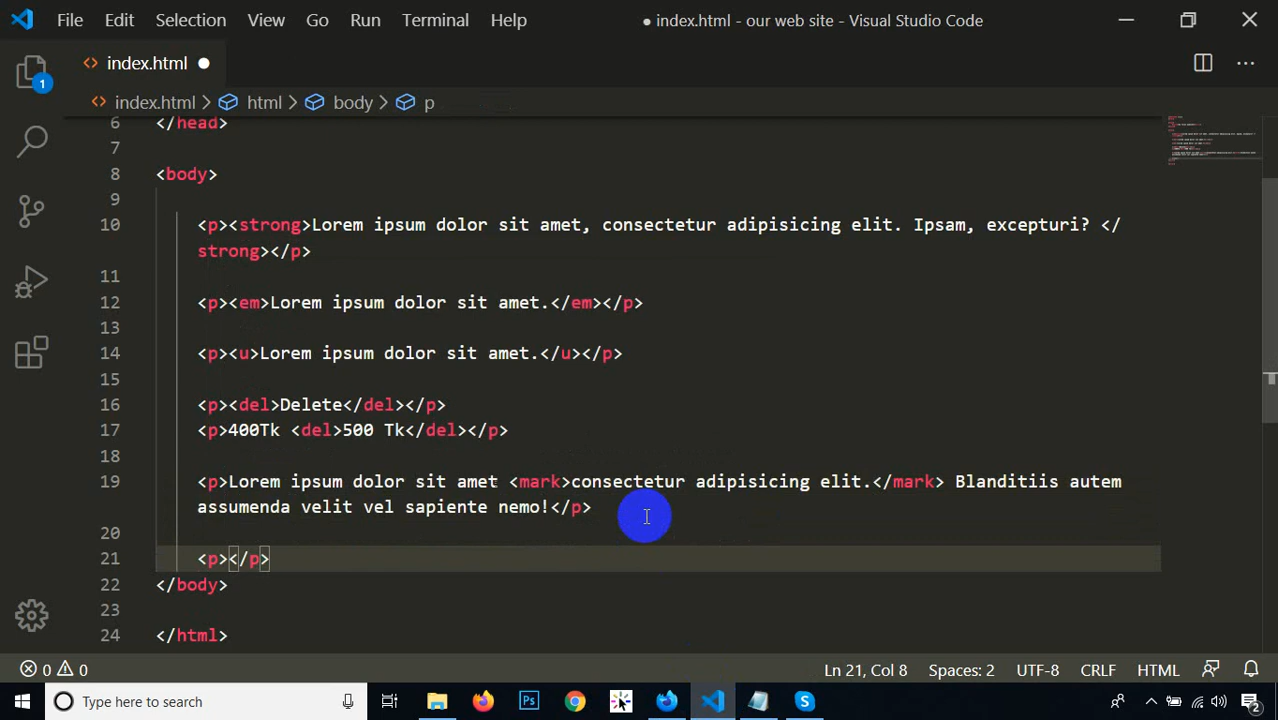 File Edit Selection View Go Run Terminal Help
● index.html - our web site - Visual Studio Code
1
index.html
index.html > html > body > p
6 </head>
7
8 <body>
9
10 <p><strong>Lorem ipsum dolor sit amet, consectetur adipisicing elit. Ipsam, excepturi? </
strong></p>
11
12 <p><em>Lorem ipsum dolor sit amet.</em></p>
13
14 <p><u>Lorem ipsum dolor sit amet.</u></p>
15
16 <p><del>Delete</del></p>
17 <p>400Tk <del>500 Tk</del></p>
18
19 <p>Lorem ipsum dolor sit amet <mark>consectetur adipisicing elit.</mark> Blanditiis autem
assumenda velit vel sapiente nemo!</p>
20
21 <p></p>
22 </body>
23
24 </html>
0 0 Ln 21, Col 8 Spaces: 2 UTF-8 CRLF HTML
Type here to search Ps S 2